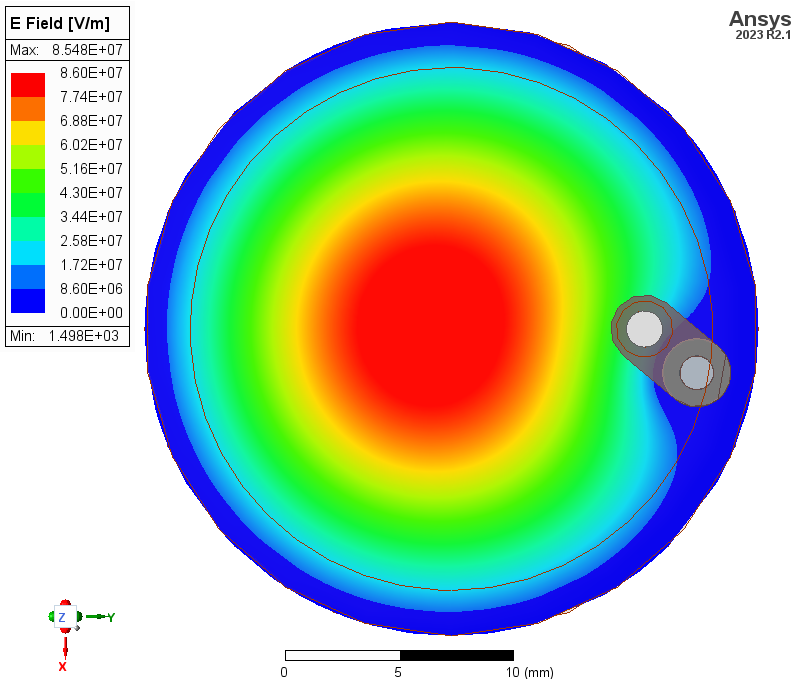 E Field [V/m]
Max: 8.548E+07
8.60E+07
7.74E+07
6.88E+07
6.02E+07
5.16E+07
4.30E+07
3.44E+07
2.58E+07
1.72E+07
8.60E+06
0.00E+00
Min: 1.498E+03
Ansys
2023 R2.1
Z
Y
X
0 5 10 (mm)